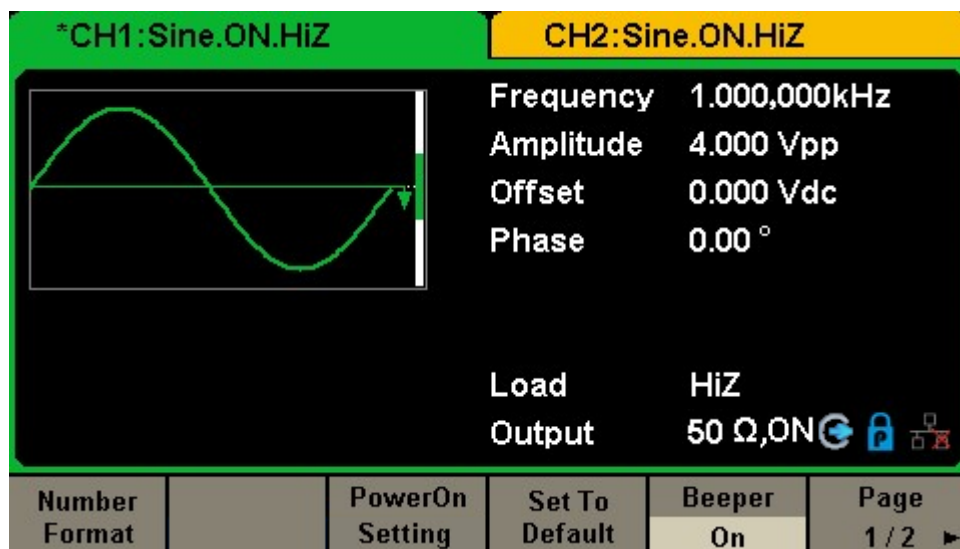 *CH1:Sine.ON.HiZ
CH2:Sine.ON.HiZ
Frequency 1.000,000kHz
Amplitude 4.000 Vpp
Offset 0.000 Vdc
Phase 0.00 °
Load HiZ
Output 50 Ω,ON
P
Number Format
PowerOn Setting
Set To Default
Beeper On
Page 1/2 ►